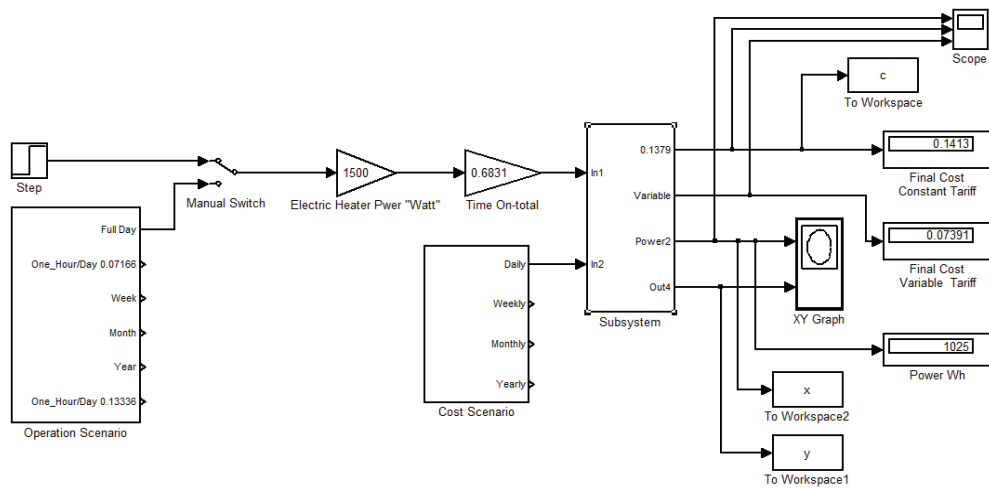 Scope
c
To Workspace
0.1379
0.1413
Final Cost
Constant Tariff
Step
Manual Switch
1500
Electric Heater Pwer "Watt"
0.6831
Time On-total
In1
Variable
0.07391
Final Cost
Variable Tariff
Full Day
One_Hour/Day 0.07166
Week
Month
Year
One_Hour/Day 0.13336
Operation Scenario
Daily
Weekly
Monthly
Yearly
Cost Scenario
In2
Power2
Out4
Subsystem
XY Graph
1025
Power Wh
x
To Workspace2
y
To Workspace1